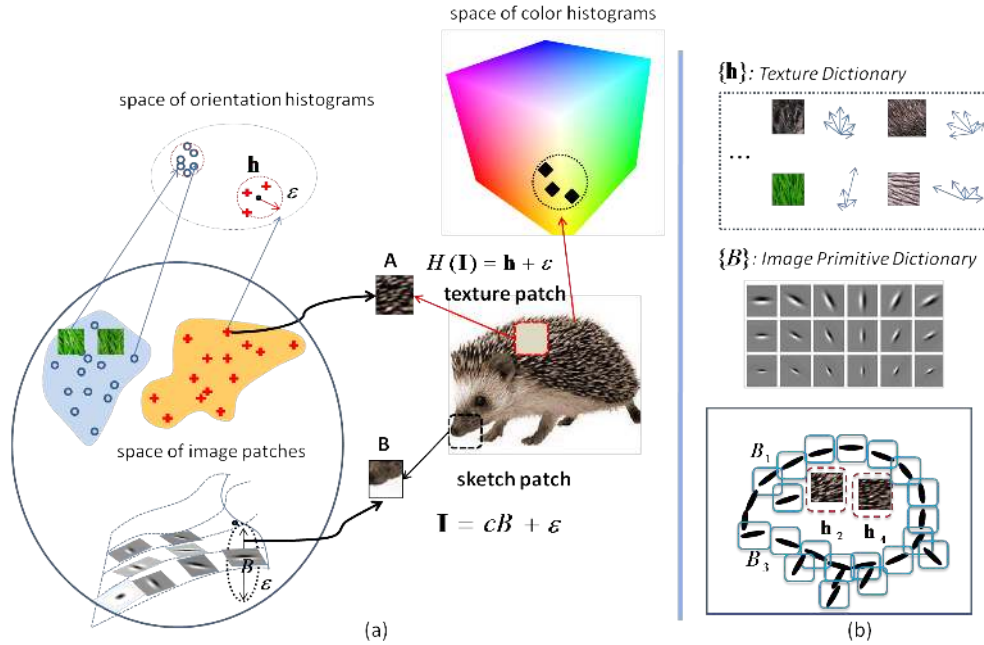 space of color histograms
space of orientation histograms
h
ε
A
H(I) = h + ε
texture patch
space of image patches
B
sketch patch
I = cB + ε
B
ε
(a)
{h}: Texture Dictionary
...
{B}: Image Primitive Dictionary
B1
h2
h4
B3
(b)